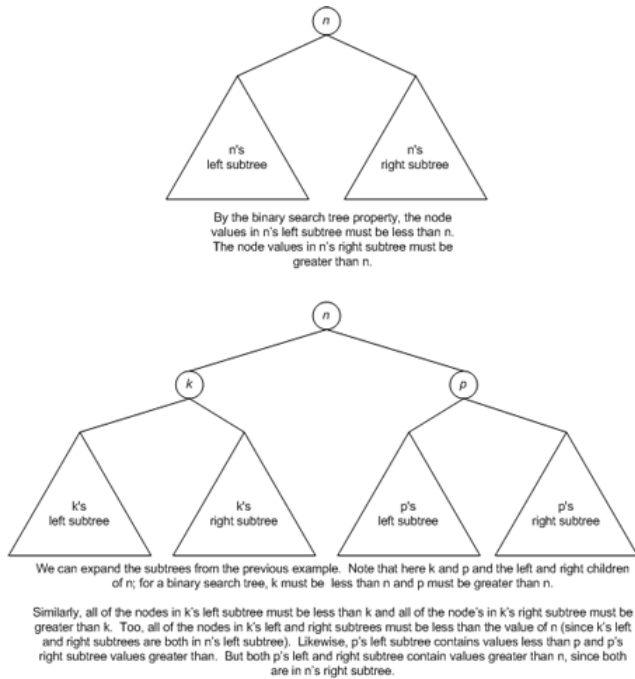 n
n's
left subtree
n's
right subtree
By the binary search tree property, the node
values in n's left subtree must be less than n.
The node values in n's right subtree must be
greater than n.
n
k
p
k's
left subtree
k's
right subtree
p's
left subtree
p's
right subtree
We can expand the subtrees from the previous example. Note that here k and p and the left and right children
of n; for a binary search tree, k must be less than n and p must be greater than n.
Similarly, all of the nodes in k's left subtree must be less than k and all of the node's in k's right subtree must be
greater than k. Too, all of the nodes in k's left and right subtrees must be less than the value of n (since k's left
and right subtrees are both in n's left subtree). Likewise, p's left subtree contains values less than p and p's
right subtree values greater than. But both p's left and right subtree contain values greater than n, since both
are in n's right subtree.